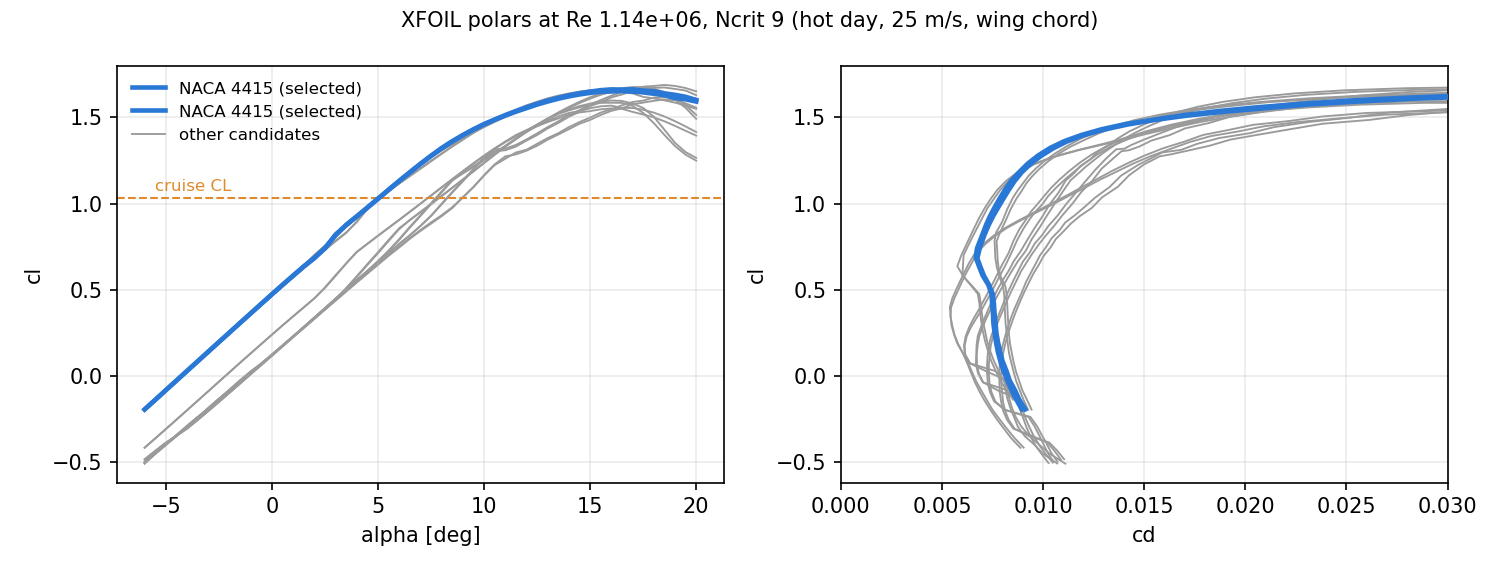 XFOIL polars at Re 1.14e+06, Ncrit 9 (hot day, 25 m/s, wing chord)
NACA 4415 (selected)
NACA 4415 (selected)
other candidates
cruise CL
cl
1.5
1.0
0.5
0.0
−0.5
−5
0
5
10
15
20
alpha [deg]
cl
1.5
1.0
0.5
0.0
−0.5
0.000
0.005
0.010
0.015
0.020
0.025
0.030
cd